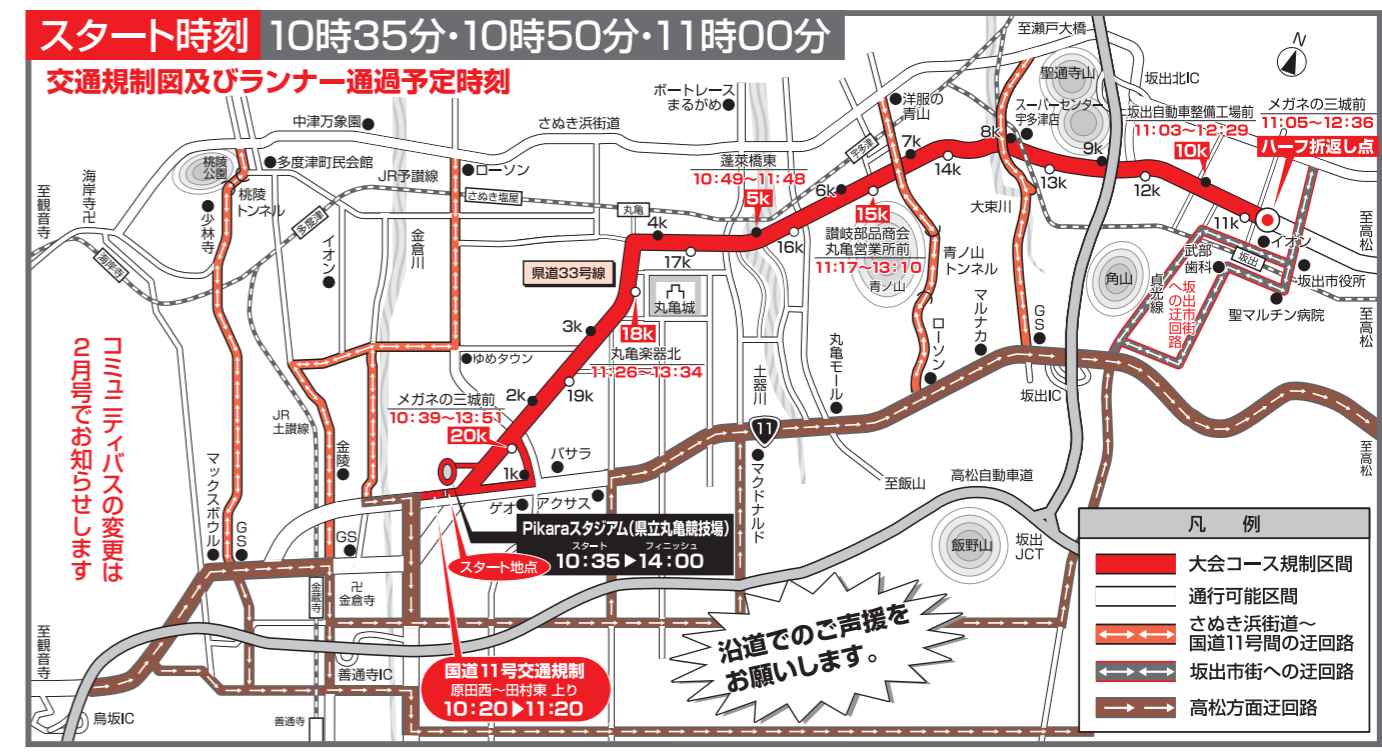 スタート時刻 10時35分・10時50分・11時00分
交通規制図及びランナー通過予定時刻
至瀬戸大橋
N
聖通寺山
坂出北IC
ボートレース
まるがめ
洋服の
青山
スーパーセンター
宇多津店
坂出自動車整備工場前
11:03〜12:29
10k
メガネの三城前
11:05〜12:36
ハーフ折返し点
中津万象園
さぬき浜街道
宇多津
7k
8k
9k
14k
13k
12k
11k
桃陵
公園
多度津町民会館
JR予讃線
ローソン
蓬莱橋東
10:49〜11:48
5k
6k
15k
讃岐部品商会
丸亀営業所前
11:17〜13:10
青ノ山
海岸寺卍
至観音寺
桃陵
トンネル
少林寺
多度津
海岸寺
イオン
金倉川
さぬき塩屋
丸亀
4k
17k
16k
大東川
青ノ山
トンネル
イオン
坂出
武部
歯科
坂出市役所
至高松
角山
貞光線
坂出市街
への迂回路
聖マルチン病院
至高松
県道33号線
丸亀城
18k
丸亀楽器北
11:26〜13:34
3k
ゆめタウン
土器川
丸亀モール
ローソン
マルナカ
GS
坂出IC
コミュニティバスの変更は
2月号でお知らせします
メガネの三城前
10:39〜13:51
20k
2k
19k
1k
JR
土讃線
金陵
マックスボウル
GS
GS
バサラ
ゲオ
アクサス
11
マクドナルド
至飯山
高松自動車道
至高松
Pikaraスタジアム(県立丸亀競技場)
スタート フィニッシュ
10:35▶14:00
スタート地点
飯野山
坂出
JCT
金蔵寺
卍
金倉寺
至観音寺
善通寺IC
鳥坂IC
善通寺
国道11号交通規制
原田西〜田村東 上り
10:20▶11:20
沿道でのご声援を
お願いします。
凡 例
大会コース規制区間
通行可能区間
さぬき浜街道〜
国道11号間の迂回路
坂出市街への迂回路
高松方面迂回路